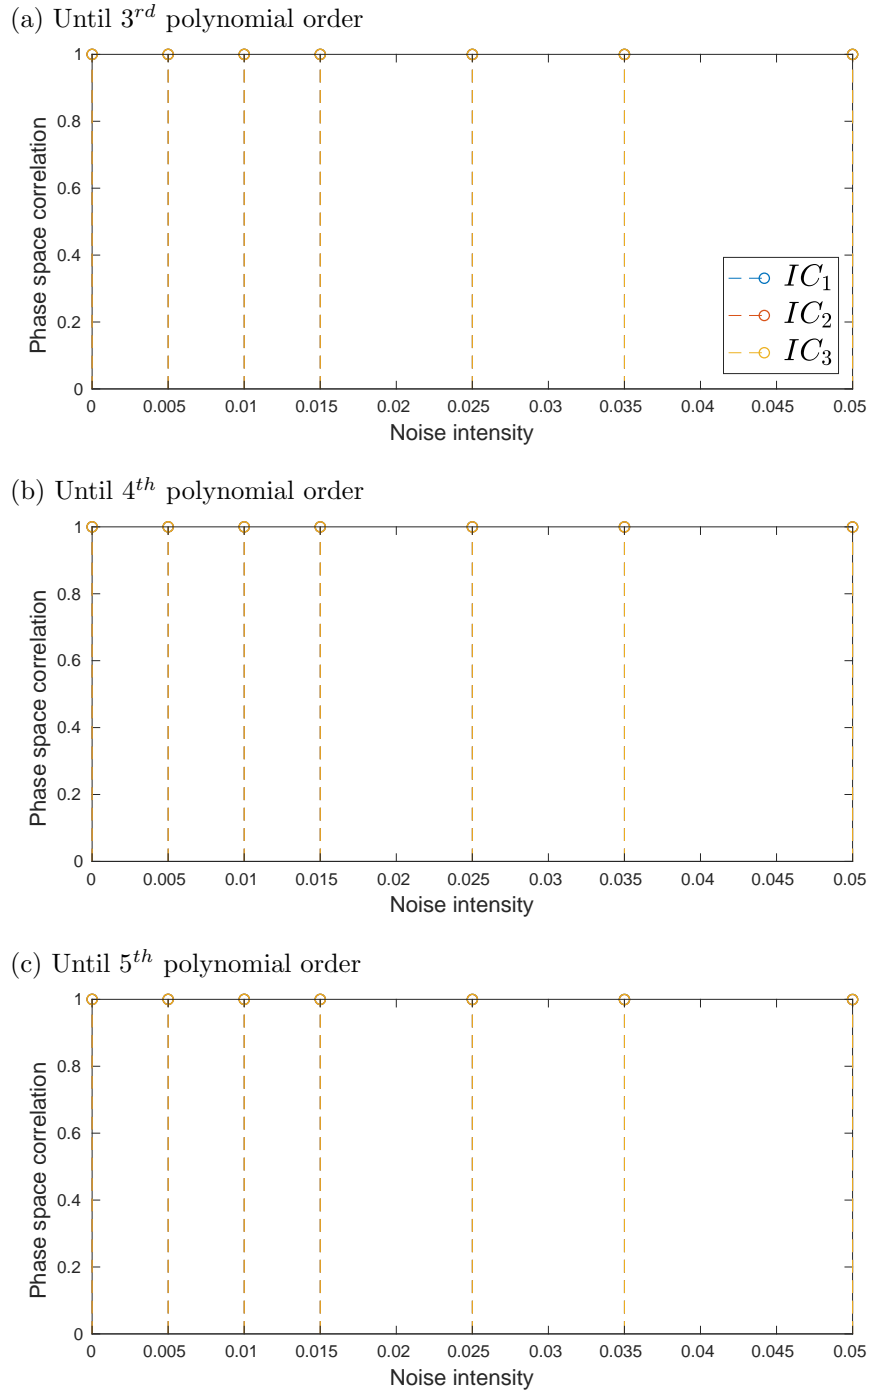 (a) Until 3rd polynomial order
1
0.8
0.6
0.4
0.2
0
Phase space correlation
IC1
IC2
IC3
0 0.005 0.01 0.015 0.02 0.025 0.03 0.035 0.04 0.045 0.05
Noise intensity
(b) Until 4th polynomial order
1
0.8
0.6
0.4
0.2
0
Phase space correlation
0 0.005 0.01 0.015 0.02 0.025 0.03 0.035 0.04 0.045 0.05
Noise intensity
(c) Until 5th polynomial order
1
0.8
0.6
0.4
0.2
0
Phase space correlation
0 0.005 0.01 0.015 0.02 0.025 0.03 0.035 0.04 0.045 0.05
Noise intensity